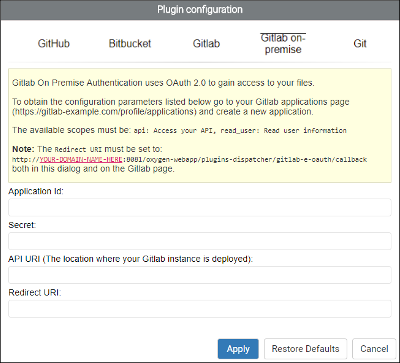 Plugin configuration
GitHub
Bitbucket
Gitlab
Gitlab on-
premise
Git
Gitlab On Premise Authentication uses OAuth 2.0 to gain access to your files.
To obtain the configuration parameters listed below go to your Gitlab applications page
(https://gitlab-example.com/profile/applications) and create a new application.
The available scopes must be: api: Access your API, read_user: Read user information
Note: The Redirect URI must be set to:
http://YOUR-DOMAIN-NAME-HERE:8081/oxygen-webapp/plugins-dispatcher/gitlab-e-oauth/callback
both in this dialog and on the Gitlab page.
Application Id:
Secret:
API URI (The location where your Gitlab instance is deployed):
Redirect URI:
Apply
Restore Defaults
Cancel